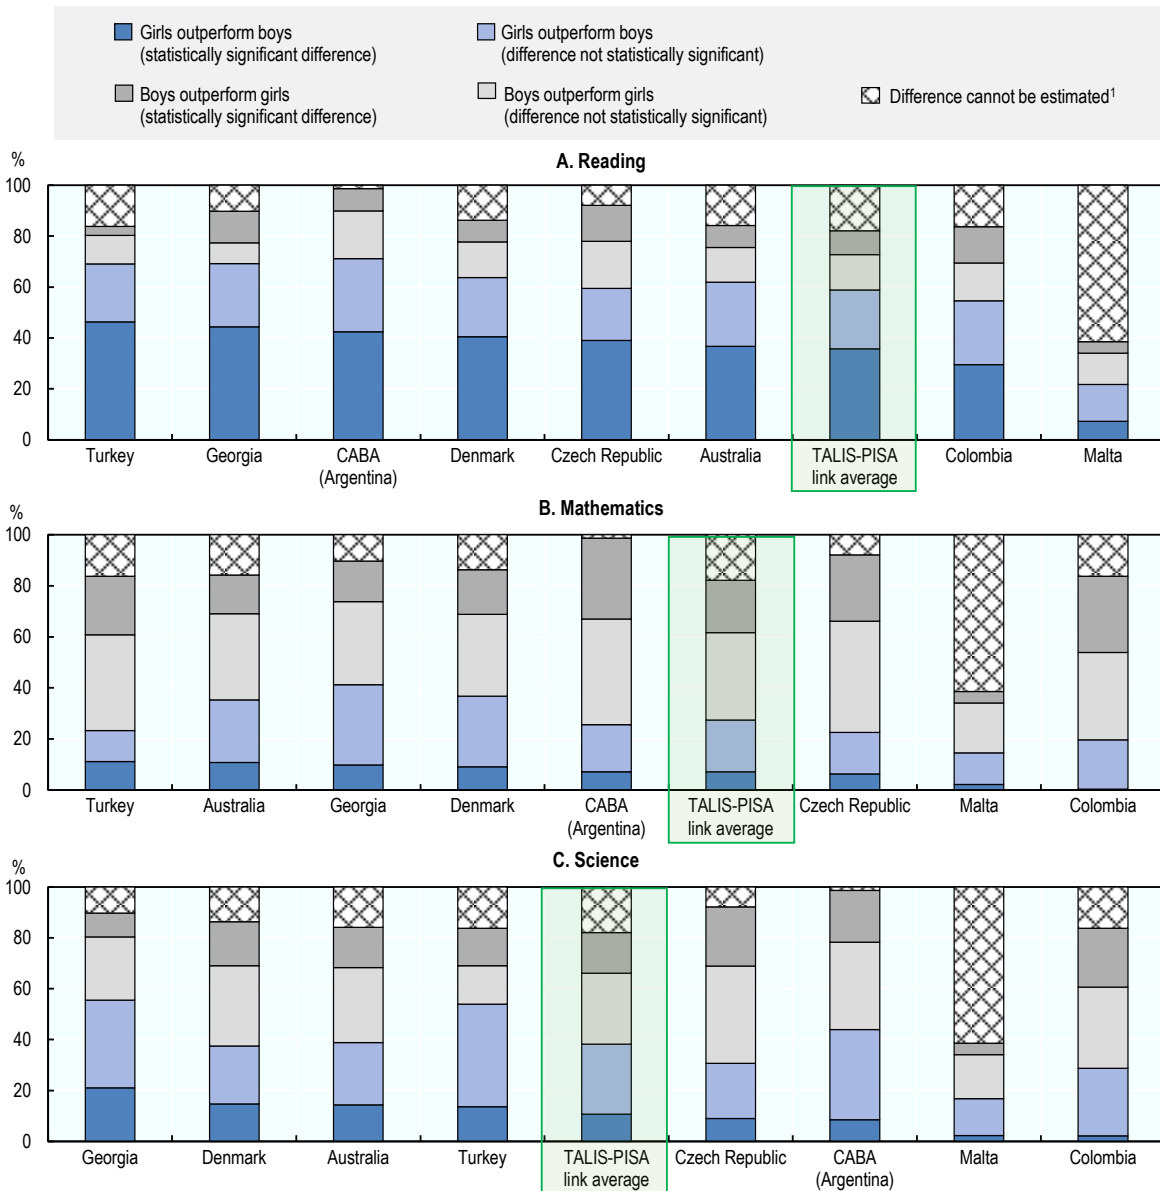 Girls outperform boys
(statistically significant difference)
Girls outperform boys
(difference not statistically significant)
Boys outperform girls
(statistically significant difference)
Boys outperform girls
(difference not statistically significant)
Difference cannot be estimated¹
%
A. Reading
100
80
60
40
20
0
Turkey
Georgia
CABA
(Argentina)
Denmark
Czech Republic
Australia
TALIS-PISA
link average
Colombia
Malta
%
B. Mathematics
100
80
60
40
20
0
Turkey
Australia
Georgia
Denmark
CABA
(Argentina)
TALIS-PISA
link average
Czech Republic
Malta
Colombia
%
C. Science
100
80
60
40
20
0
Georgia
Denmark
Australia
Turkey
TALIS-PISA
link average
Czech Republic
CABA
(Argentina)
Malta
Colombia